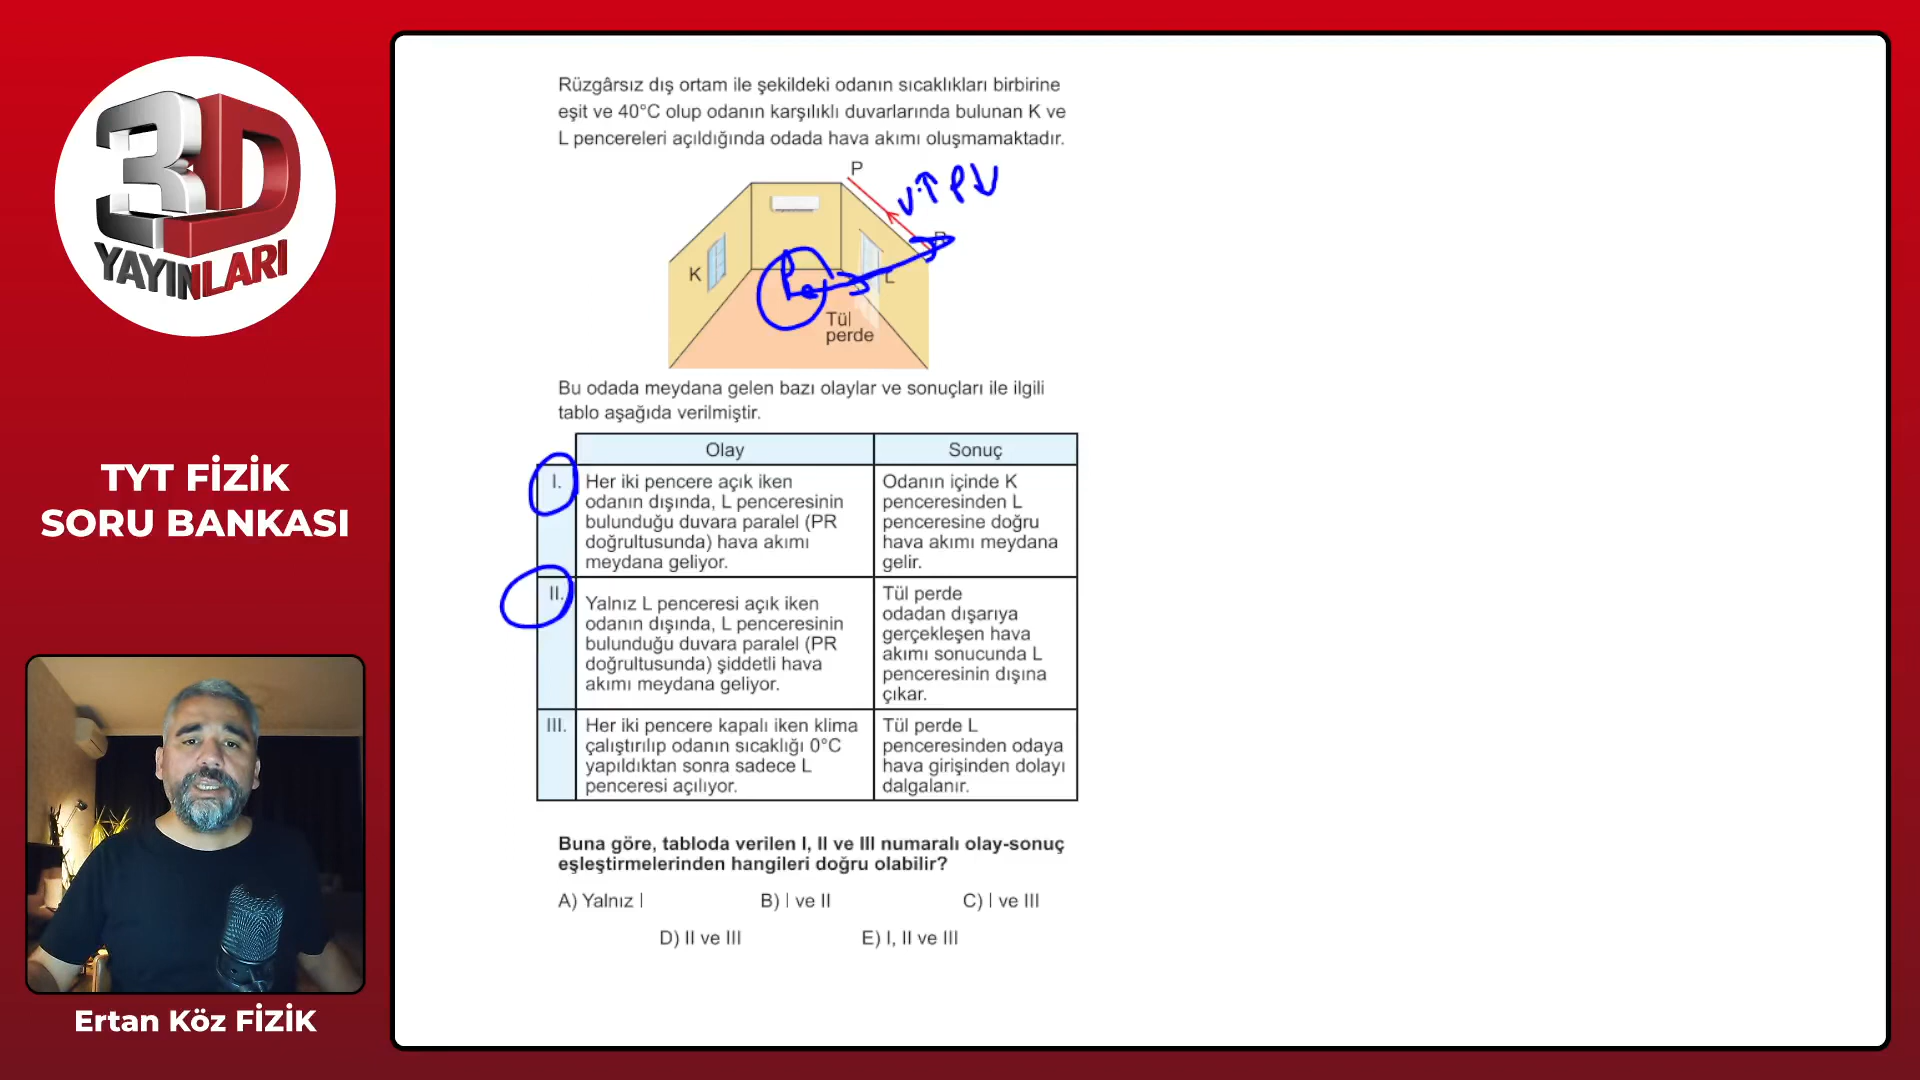 3D
YAYINLARI
TYT FİZİK
SORU BANKASI
Ertan Köz FİZİK
Rüzgârsız dış ortam ile şekildeki odanın sıcaklıkları birbirine
eşit ve 40°C olup odanın karşılıklı duvarlarında bulunan K ve
L pencereleri açıldığında odada hava akımı oluşmamaktadır.
P
V↑ P↓
K
L
Tül
perde
Bu odada meydana gelen bazı olaylar ve sonuçları ile ilgili
tablo aşağıda verilmiştir.
Olay
Sonuç
I.
Her iki pencere açık iken
odanın dışında, L penceresinin
bulunduğu duvara paralel (PR
doğrultusunda) hava akımı
meydana geliyor.
Odanın içinde K
penceresinden L
penceresine doğru
hava akımı meydana
gelir.
II.
Yalnız L penceresi açık iken
odanın dışında, L penceresinin
bulunduğu duvara paralel (PR
doğrultusunda) şiddetli hava
akımı meydana geliyor.
Tül perde
odadan dışarıya
gerçekleşen hava
akımı sonucunda L
penceresinin dışına
çıkar.
III.
Her iki pencere kapalı iken klima
çalıştırılıp odanın sıcaklığı 0°C
yapıldıktan sonra sadece L
penceresi açılıyor.
Tül perde L
penceresinden odaya
hava girişinden dolayı
dalgalanır.
Buna göre, tabloda verilen I, II ve III numaralı olay-sonuç
eşleştirmelerinden hangileri doğru olabilir?
A) Yalnız I
B) I ve II
C) I ve III
D) II ve III
E) I, II ve III